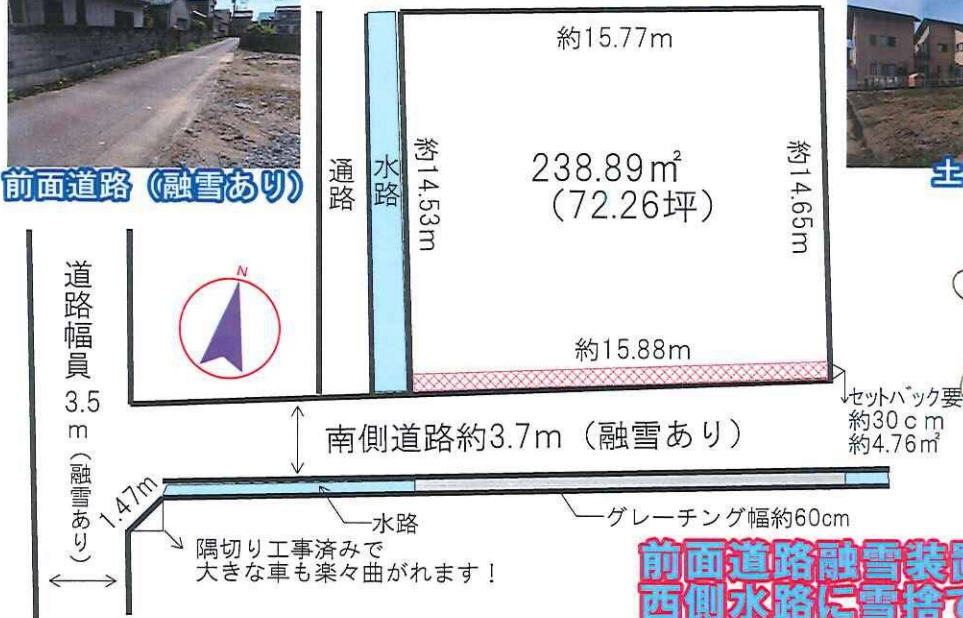 前面道路（融雪あり）
通路
水路
約15.77m
約14.53m
238.89㎡
（72.26坪）
約14.65m
土
道路幅員3.5m（融雪あり）
N
約15.88m
セットバック要
約30cm
約4.76㎡
南側道路約3.7m（融雪あり）
1.47m
水路
グレーチング幅約60cm
隅切り工事済みで
大きな車も楽々曲がれます！
前面道路融雪装置
西側水路に雪捨て